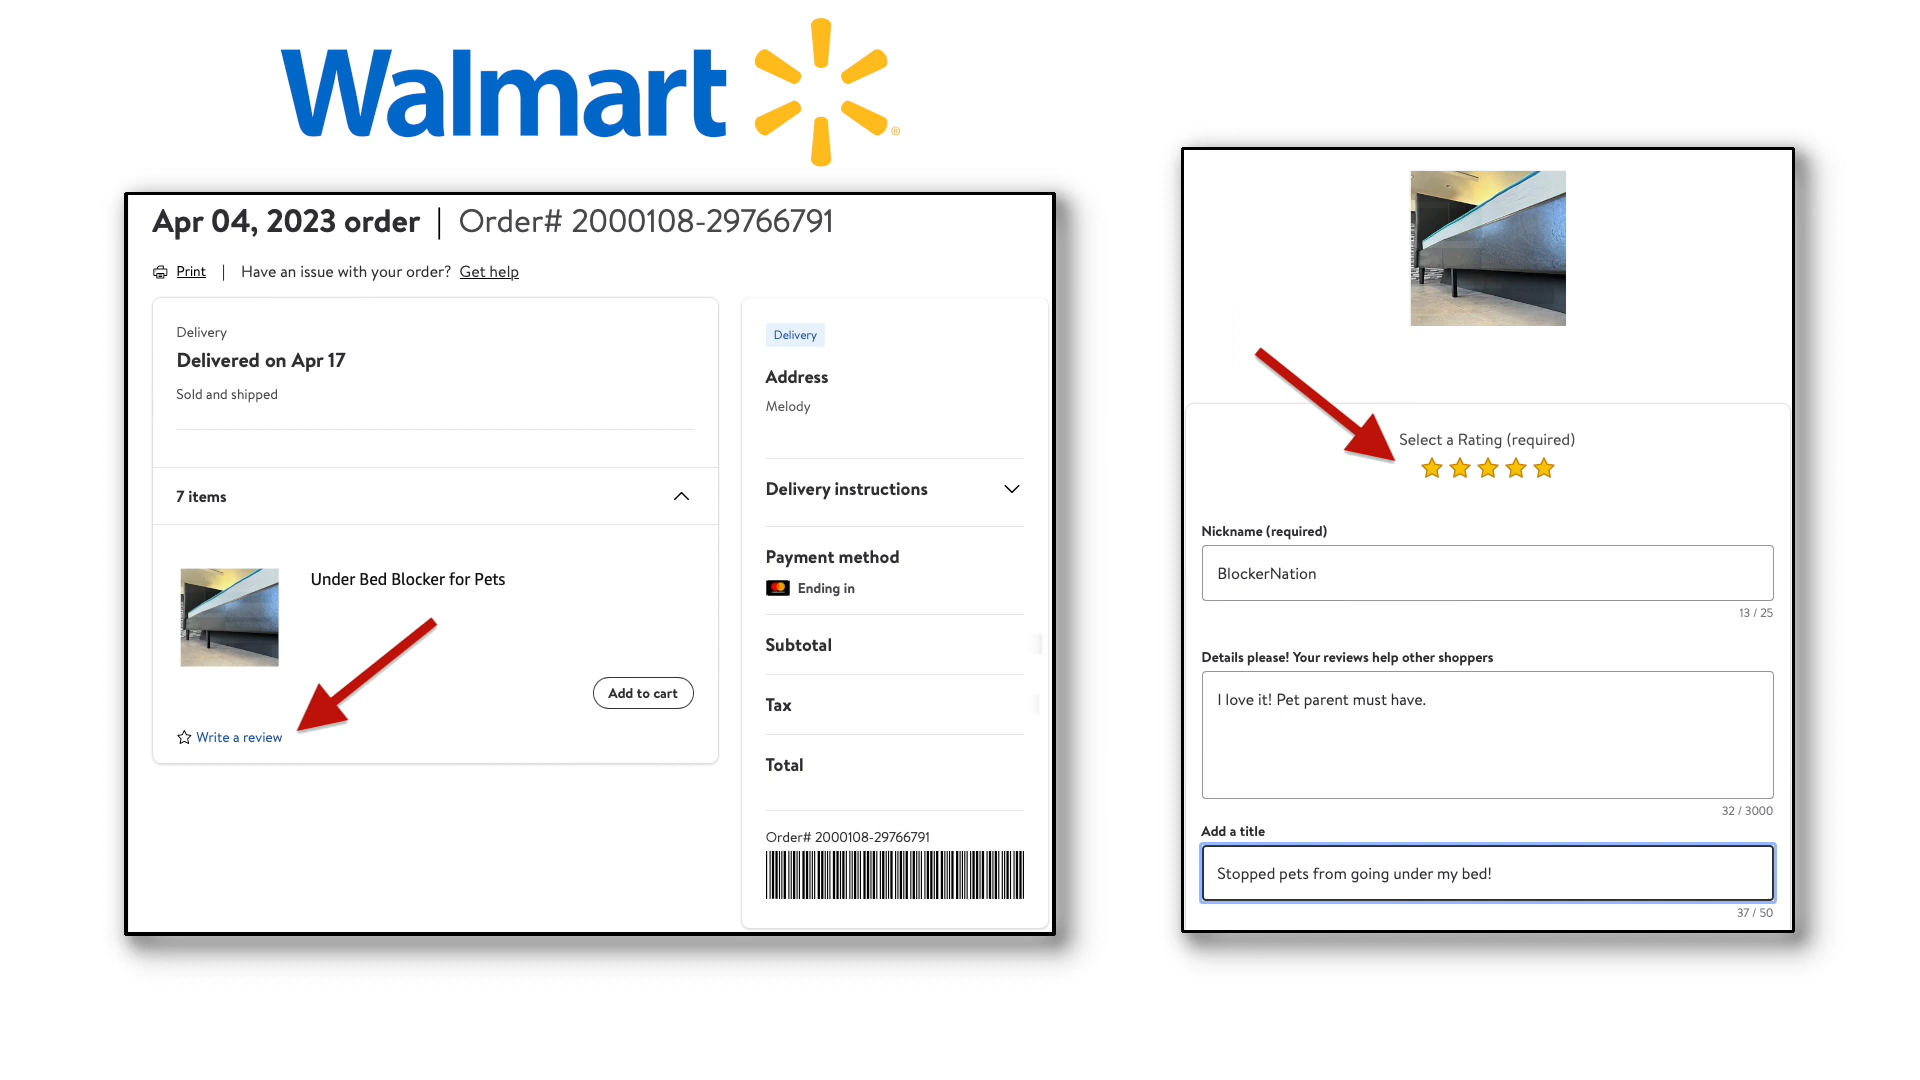 Walmart
®
Apr 04, 2023 order | Order# 2000108-29766791
Print | Have an issue with your order? Get help
Delivery
Delivered on Apr 17
Sold and shipped
7 items
Under Bed Blocker for Pets
Add to cart
Write a review
Delivery
Address
Melody
Delivery instructions
Payment method
Ending in
Subtotal
Tax
Total
Order# 2000108-29766791
Select a Rating (required)
Nickname (required)
BlockerNation
13 / 25
Details please! Your reviews help other shoppers
I love it! Pet parent must have.
32 / 3000
Add a title
Stopped pets from going under my bed!
37 / 50